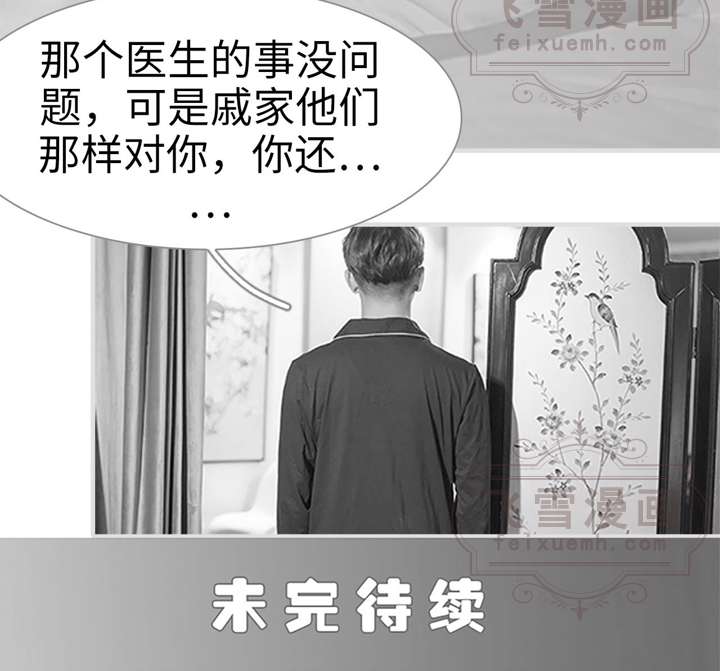 飞雪漫画
feixuemh.com
那个医生的事没问
题，可是戚家他们
那样对你，你还...
...
飞雪漫画
feixuemh.com
未完待续